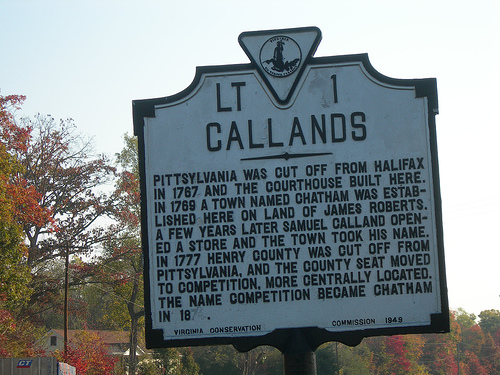 LT 1
CALLANDS
PITTSYLVANIA WAS CUT OFF FROM HALIFAX
IN 1767 AND THE COURTHOUSE BUILT HERE.
IN 1769 A TOWN NAMED CHATHAM WAS ESTAB-
LISHED HERE ON LAND OF JAMES ROBERTS.
A FEW YEARS LATER SAMUEL CALLAND OPEN-
ED A STORE AND THE TOWN TOOK HIS NAME.
IN 1777 HENRY COUNTY WAS CUT OFF FROM
PITTSYLVANIA, AND THE COUNTY SEAT MOVED
TO COMPETITION, MORE CENTRALLY LOCATED.
THE NAME COMPETITION BECAME CHATHAM
IN 18
VIRGINIA CONSERVATION COMMISSION 1949